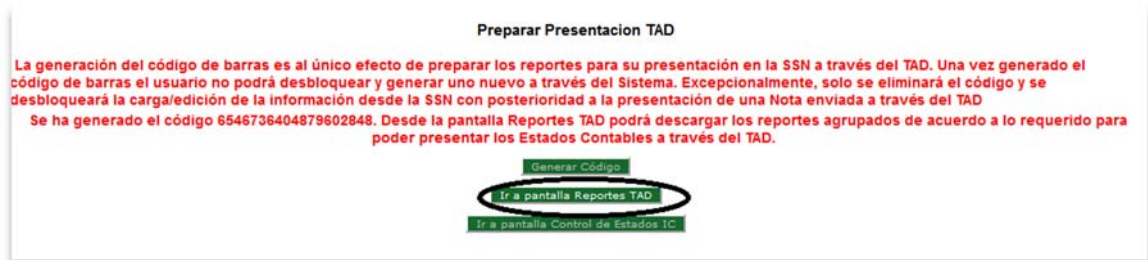 Preparar Presentacion TAD
La generación del código de barras es al único efecto de preparar los reportes para su presentación en la SSN a través del TAD. Una vez generado el
código de barras el usuario no podrá desbloquear y generar uno nuevo a través del Sistema. Excepcionalmente, solo se eliminará el código y se
desbloqueará la carga/edición de la información desde la SSN con posterioridad a la presentación de una Nota enviada a través del TAD
Se ha generado el código 6546736404879602848. Desde la pantalla Reportes TAD podrá descargar los reportes agrupados de acuerdo a lo requerido para
poder presentar los Estados Contables a través del TAD.
Generar Código
Ir a pantalla Reportes TAD
Ir a pantalla Control de Estados IC